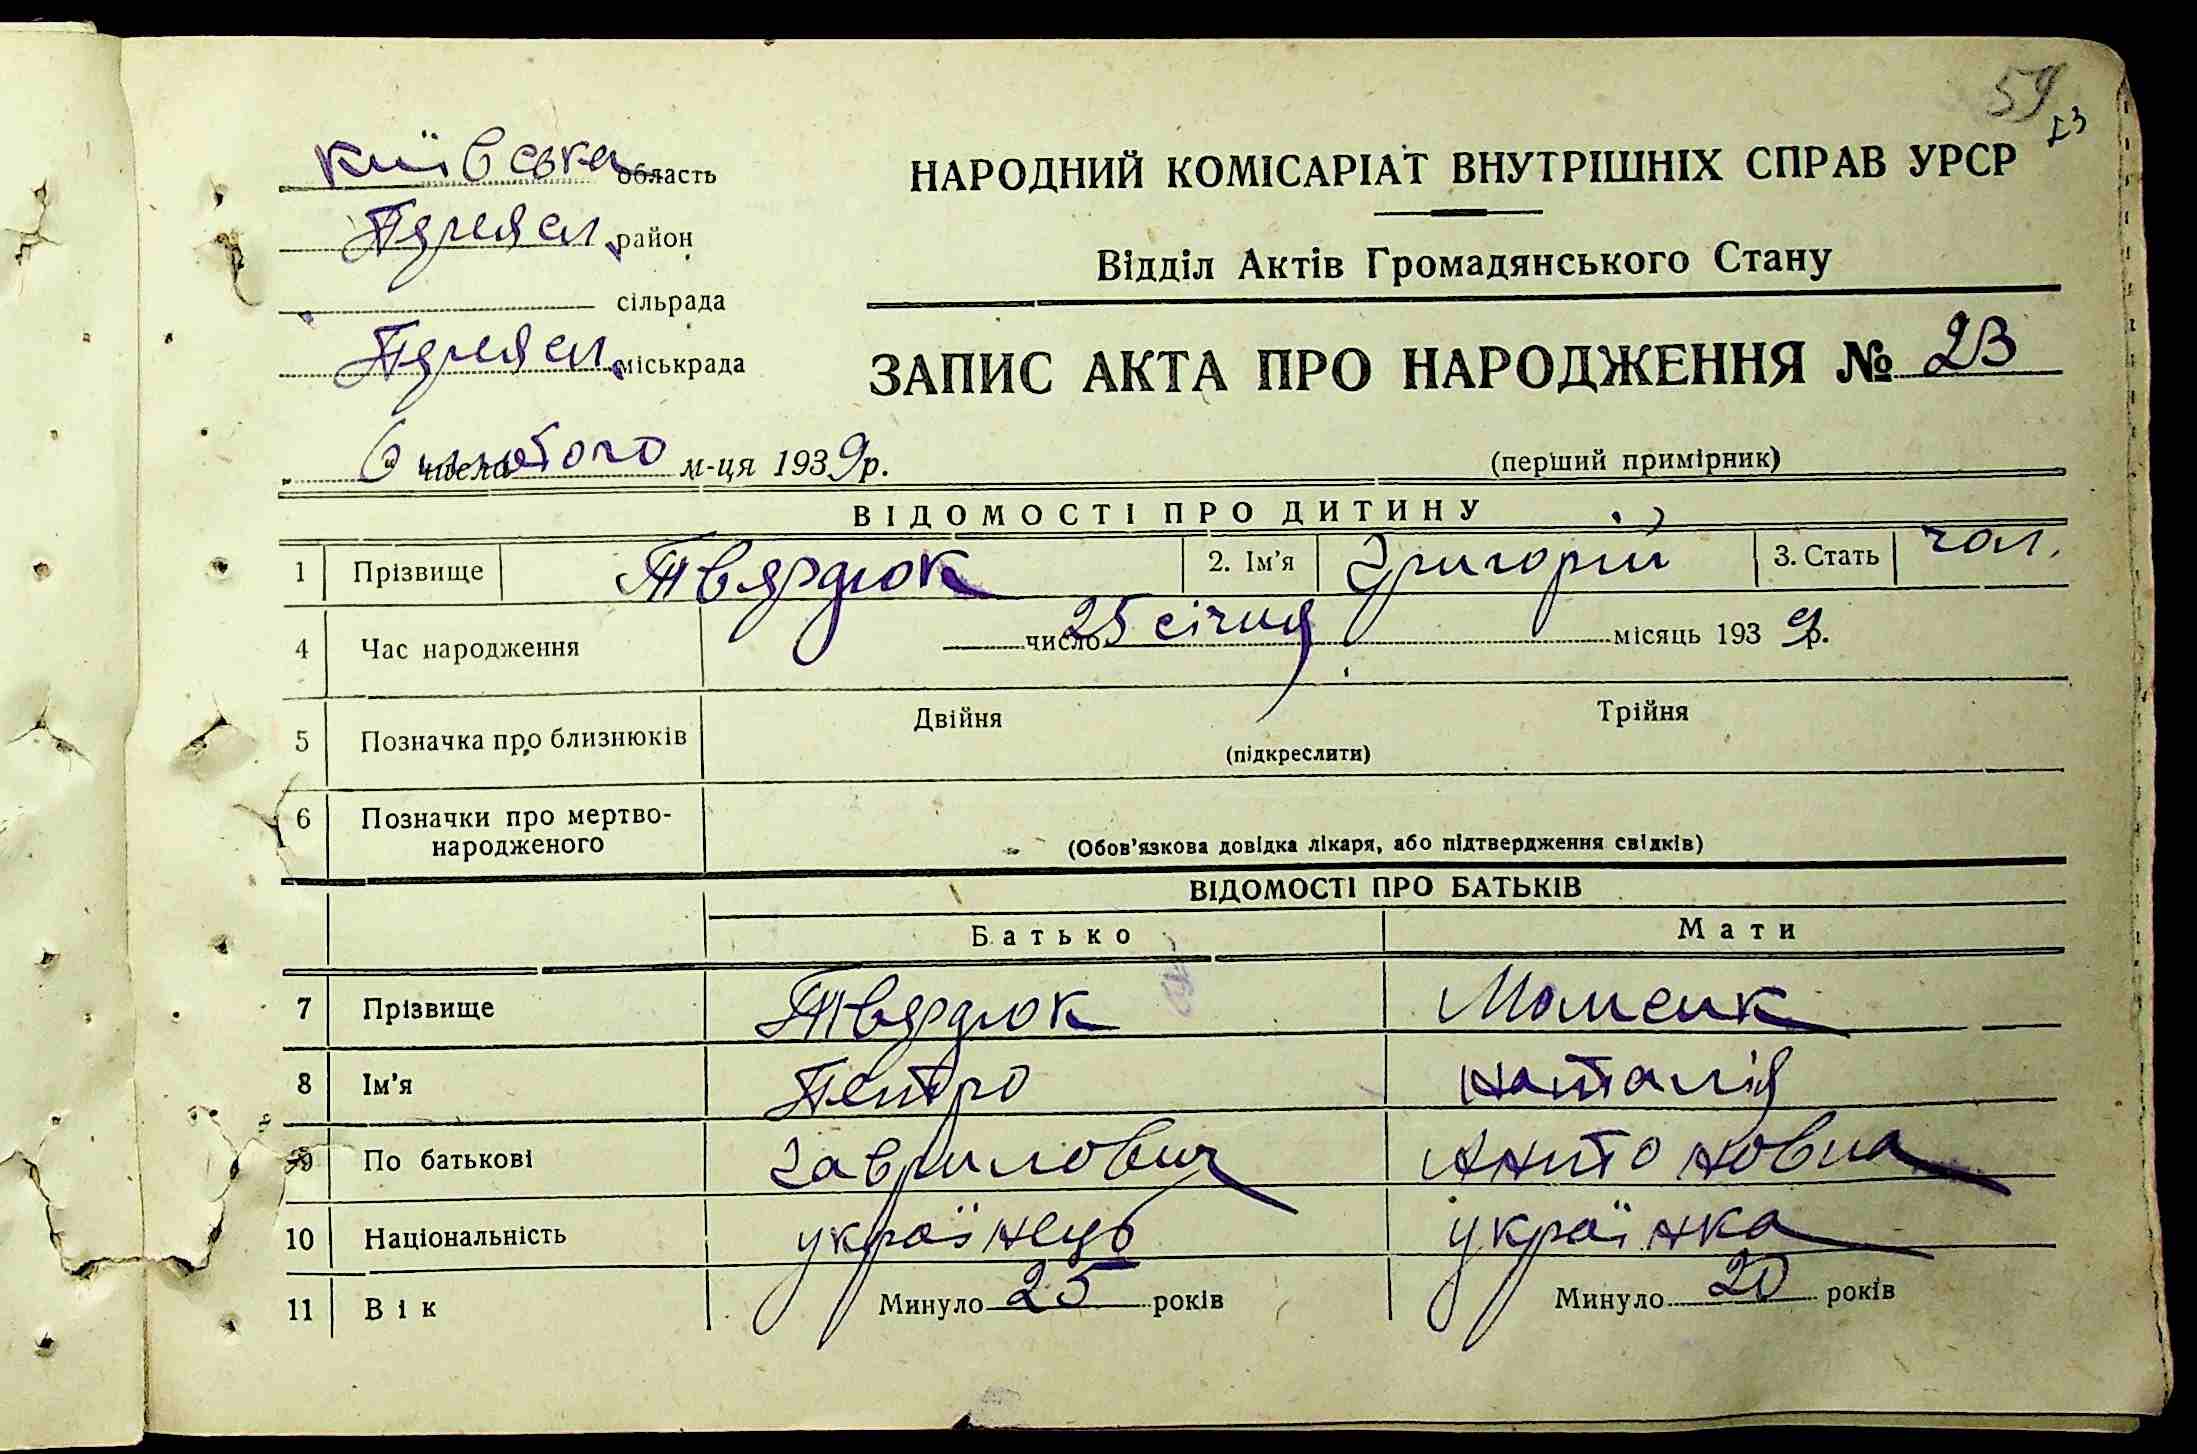 59
23
Київська область
Переясл. район
сільрада
Переясл. міськрада
НАРОДНИЙ КОМІСАРІАТ ВНУТРІШНІХ СПРАВ УРСР
Відділ Актів Громадянського Стану
ЗАПИС АКТА ПРО НАРОДЖЕННЯ № 23
„ 6 " числа лютого м-ця 1939 р.
(перший примірник)
ВІДОМОСТІ ПРО ДИТИНУ
1 Прізвище Твярдюк 2. Ім'я Григорій 3. Стать чол.
4 Час народження число 25 січня місяць 1939 р.
5 Позначка про близнюків Двійня Трійня
(підкреслити)
6 Позначки про мертво-
народженого
(Обов'язкова довідка лікаря, або підтвердження свідків)
ВІДОМОСТІ ПРО БАТЬКІВ
Батько Мати
7 Прізвище Твярдюк
8 Ім'я Петро Наталія
9 По батькові Гаврилович Антоновна
10 Національність українець українка
11 Вік Минуло 25 років Минуло 20 років